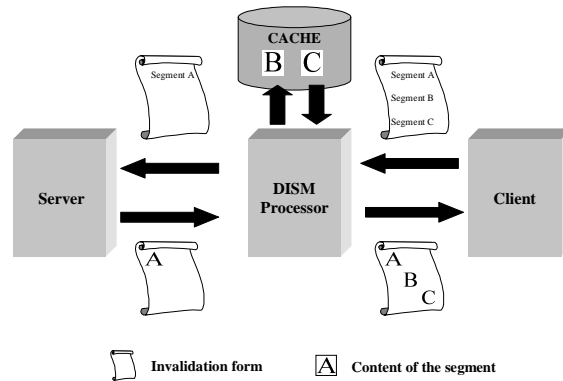 CACHE
B C
Segment A
Segment A
Segment B
Segment C
Server
DISM
Processor
Client
A
A
B
C
Invalidation form
A Content of the segment